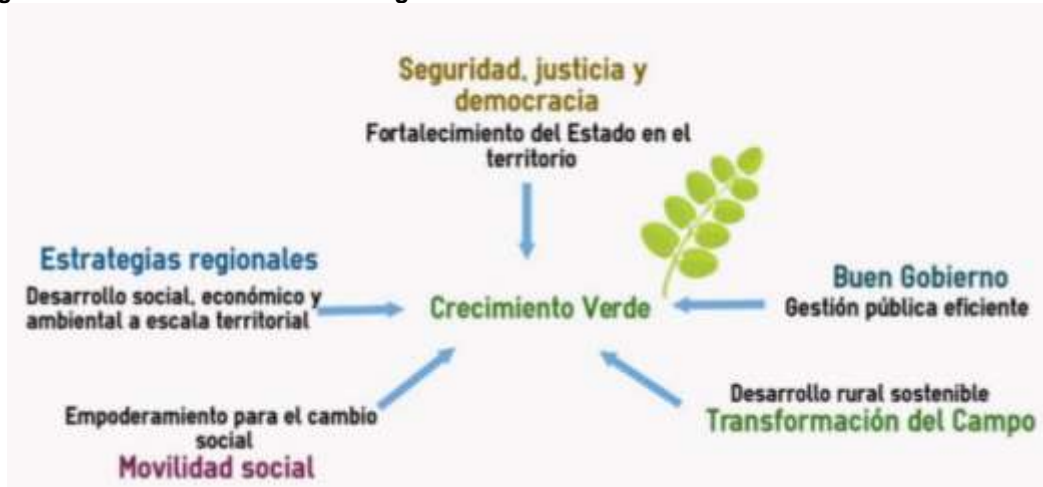 Seguridad, justicia y
democracia
Fortalecimiento del Estado en el
territorio
Estrategias regionales
Desarrollo social, económico y
ambiental a escala territorial
Crecimiento Verde
Buen Gobierno
Gestión pública eficiente
Empoderamiento para el cambio
social
Movilidad social
Desarrollo rural sostenible
Transformación del Campo